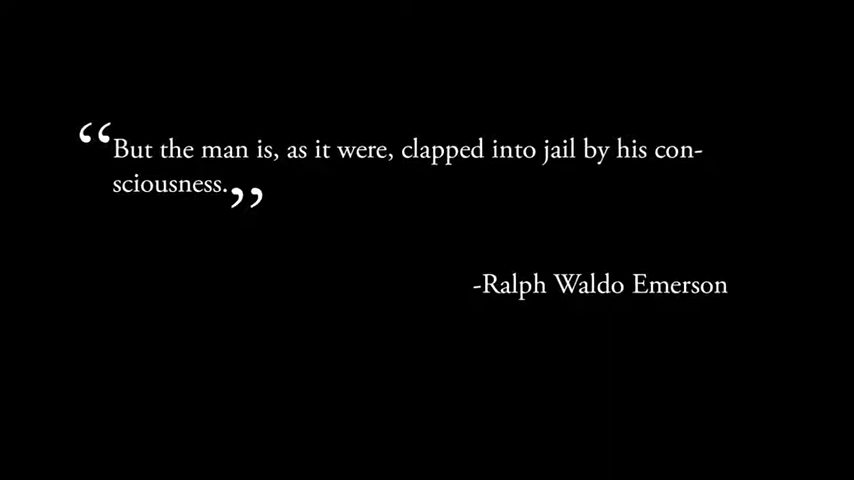 “But the man is, as it were, clapped into jail by his con-
sciousness.”
-Ralph Waldo Emerson